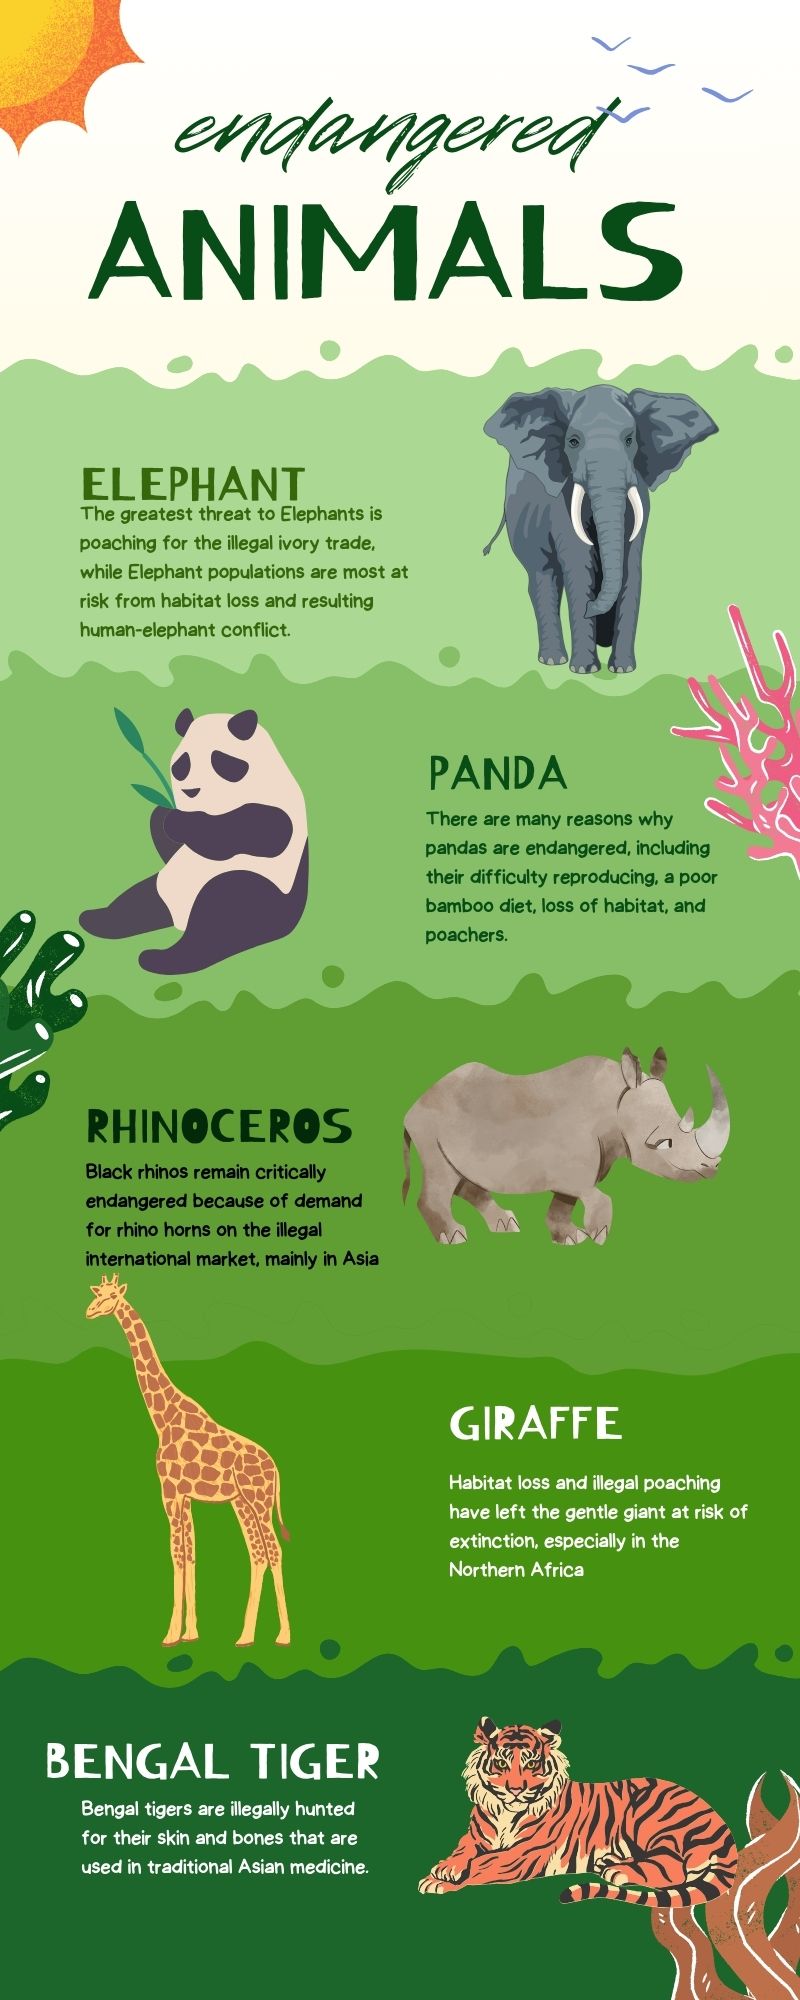 endangered
ANIMALS
ELEPHANT
The greatest threat to Elephants is
poaching for the illegal ivory trade,
while Elephant populations are most at
risk from habitat loss and resulting
human-elephant conflict.
PANDA
There are many reasons why
pandas are endangered, including
their difficulty reproducing, a poor
bamboo diet, loss of habitat, and
poachers.
RHINOCEROS
Black rhinos remain critically
endangered because of demand
for rhino horns on the illegal
international market, mainly in Asia
GIRAFFE
Habitat loss and illegal poaching
have left the gentle giant at risk of
extinction, especially in the
Northern Africa
BENGAL TIGER
Bengal tigers are illegally hunted
for their skin and bones that are
used in traditional Asian medicine.